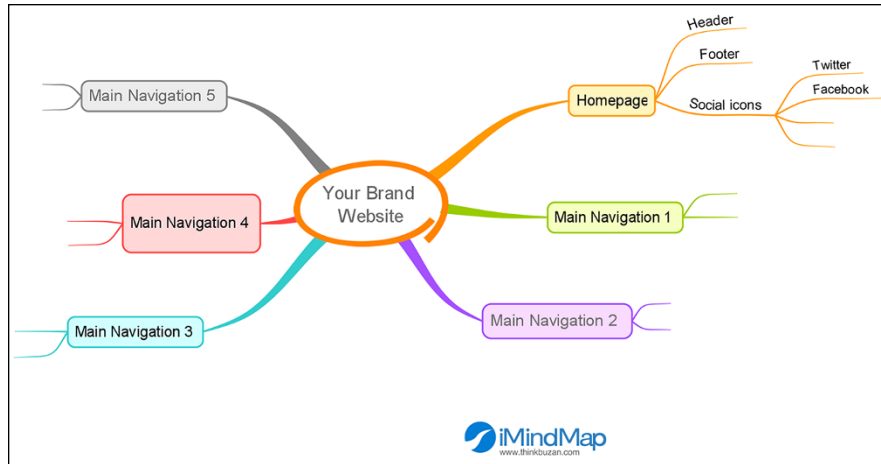 Your Brand
Website
Homepage
Header
Footer
Social icons
Twitter
Facebook
Main Navigation 1
Main Navigation 2
Main Navigation 3
Main Navigation 4
Main Navigation 5
iMindMap
www.thinkbuzan.com